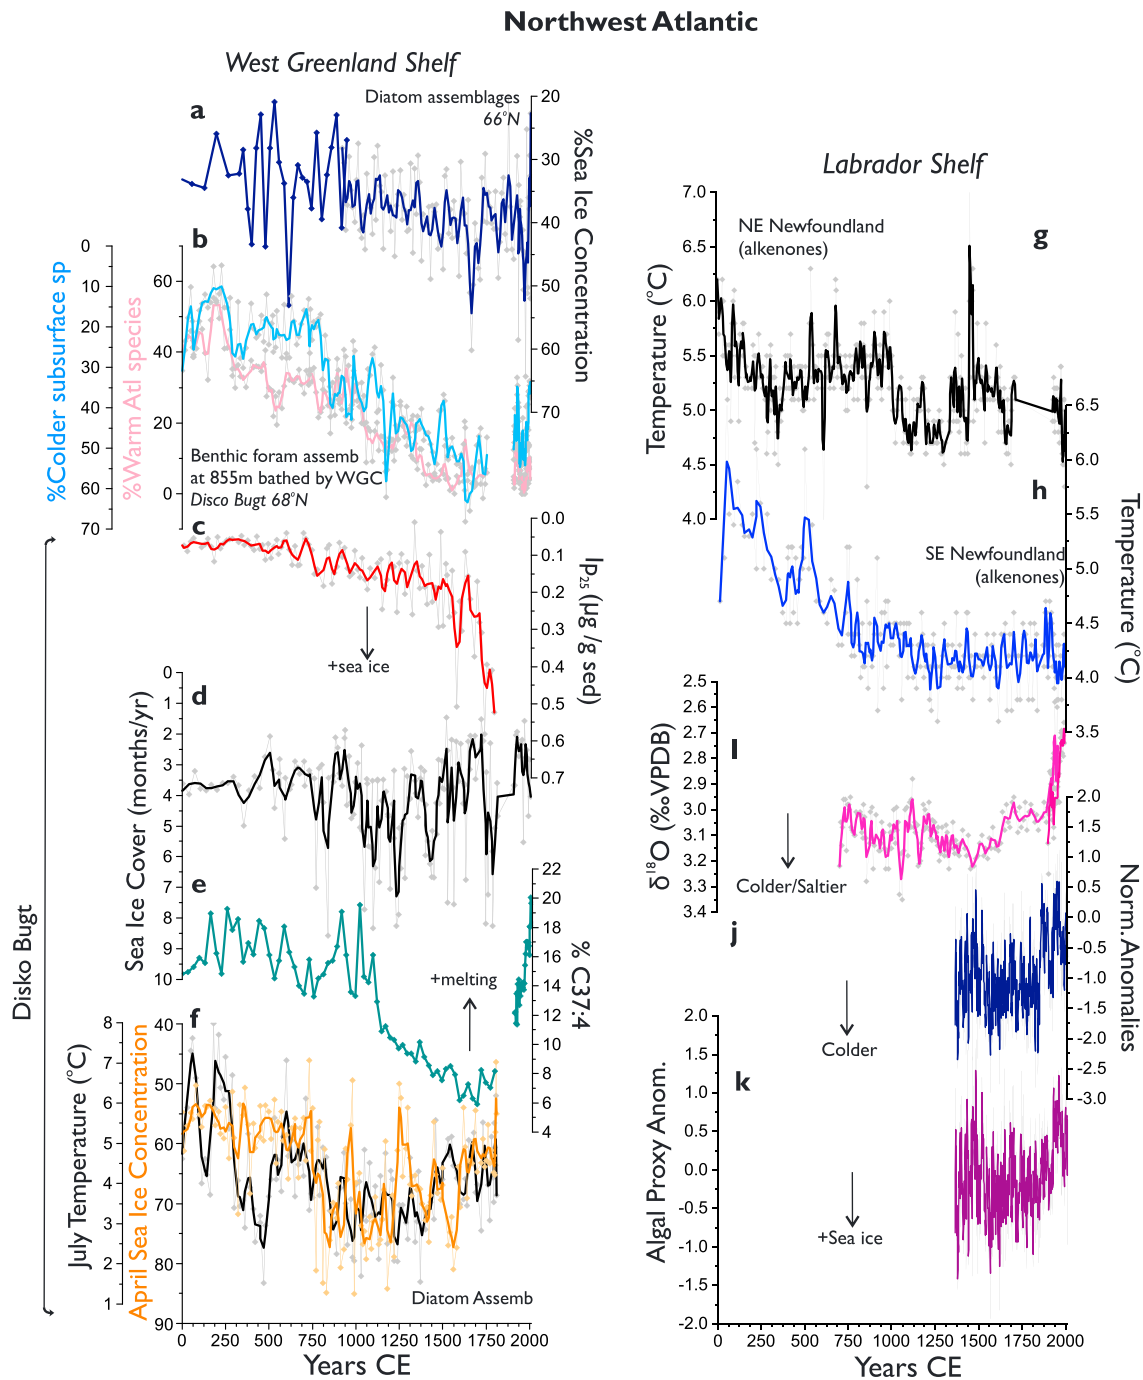 Northwest Atlantic
West Greenland Shelf
a
Diatom assemblages
66°N
20
30
40
50
60
70
%Sea Ice Concentration
b
0
10
20
30
40
50
60
70
%Colder subsurface sp
%Warm Atl species
60
40
20
0
Benthic foram assemb
at 855m bathed by WGC
Disco Bugt 68°N
c
0.0
0.1
0.2
0.3
0.4
0.5
0.6
0.7
Ip25 (µg /g sed)
+sea ice
d
0
1
2
3
4
5
6
7
8
9
10
Sea Ice Cover (months/yr)
e
22
20
18
16
14
12
10
8
6
4
% C37:4
+melting
Disko Bugt
f
8
7
6
5
4
3
2
1
July Temperature (°C)
April Sea Ice Concentration
40
50
60
70
80
90
Diatom Assemb
0 250 500 750 1000 1250 1500 1750 2000
Years CE
Labrador Shelf
7.0
6.5
6.0
5.5
5.0
4.5
4.0
Temperature (°C)
NE Newfoundland
(alkenones)
g
h
6.5
6.0
5.5
5.0
4.5
4.0
3.5
Temperature (°C)
SE Newfoundland
(alkenones)
2.5
2.6
2.7
2.8
2.9
3.0
3.1
3.2
3.3
3.4
δ18O (‰VPDB)
I
Colder/Saltier
2.0
1.5
1.0
0.5
0.0
-0.5
-1.0
-1.5
-2.0
-2.5
-3.0
Norm. Anomalies
j
Colder
k
2.0
1.5
1.0
0.5
0.0
-0.5
-1.0
-1.5
-2.0
Algal Proxy Anom.
+Sea ice
0 250 500 750 1000 1250 1500 1750 2000
Years CE